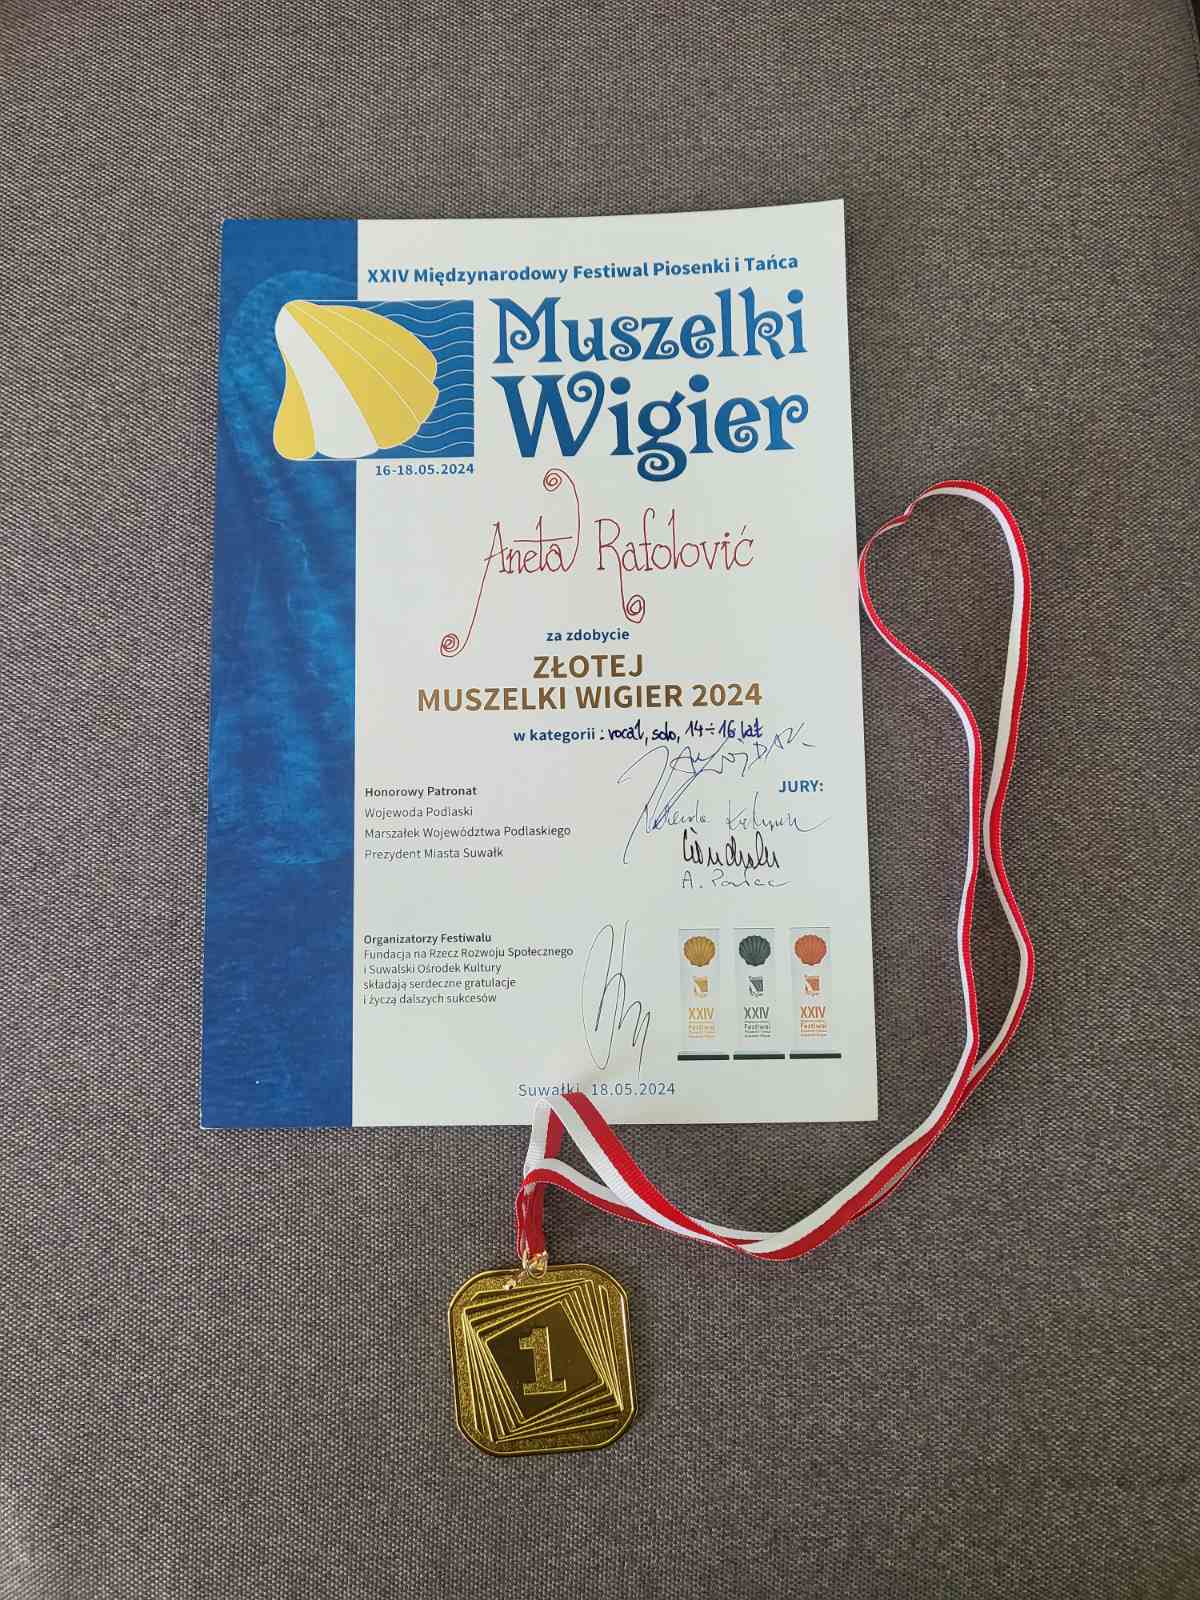 XXIV Międzynarodowy Festiwal Piosenki i Tańca
Muszelki
Wigier
16-18.05.2024
Aneta Rafolović
za zdobycie
ZŁOTEJ
MUSZELKI WIGIER 2024
w kategorii : vocal, solo, 14÷16 lat
JURY:
Honorowy Patronat
Wojewoda Podlaski
Marszałek Województwa Podlaskiego
Prezydent Miasta Suwałk
Organizatorzy Festiwalu
Fundacja na Rzecz Rozwoju Społecznego
i Suwalski Ośrodek Kultury
składają serdeczne gratulacje
i życzą dalszych sukcesów
XXIV XXIV XXIV
Festiwal Festiwal Festiwal
Suwałki, 18.05.2024
1